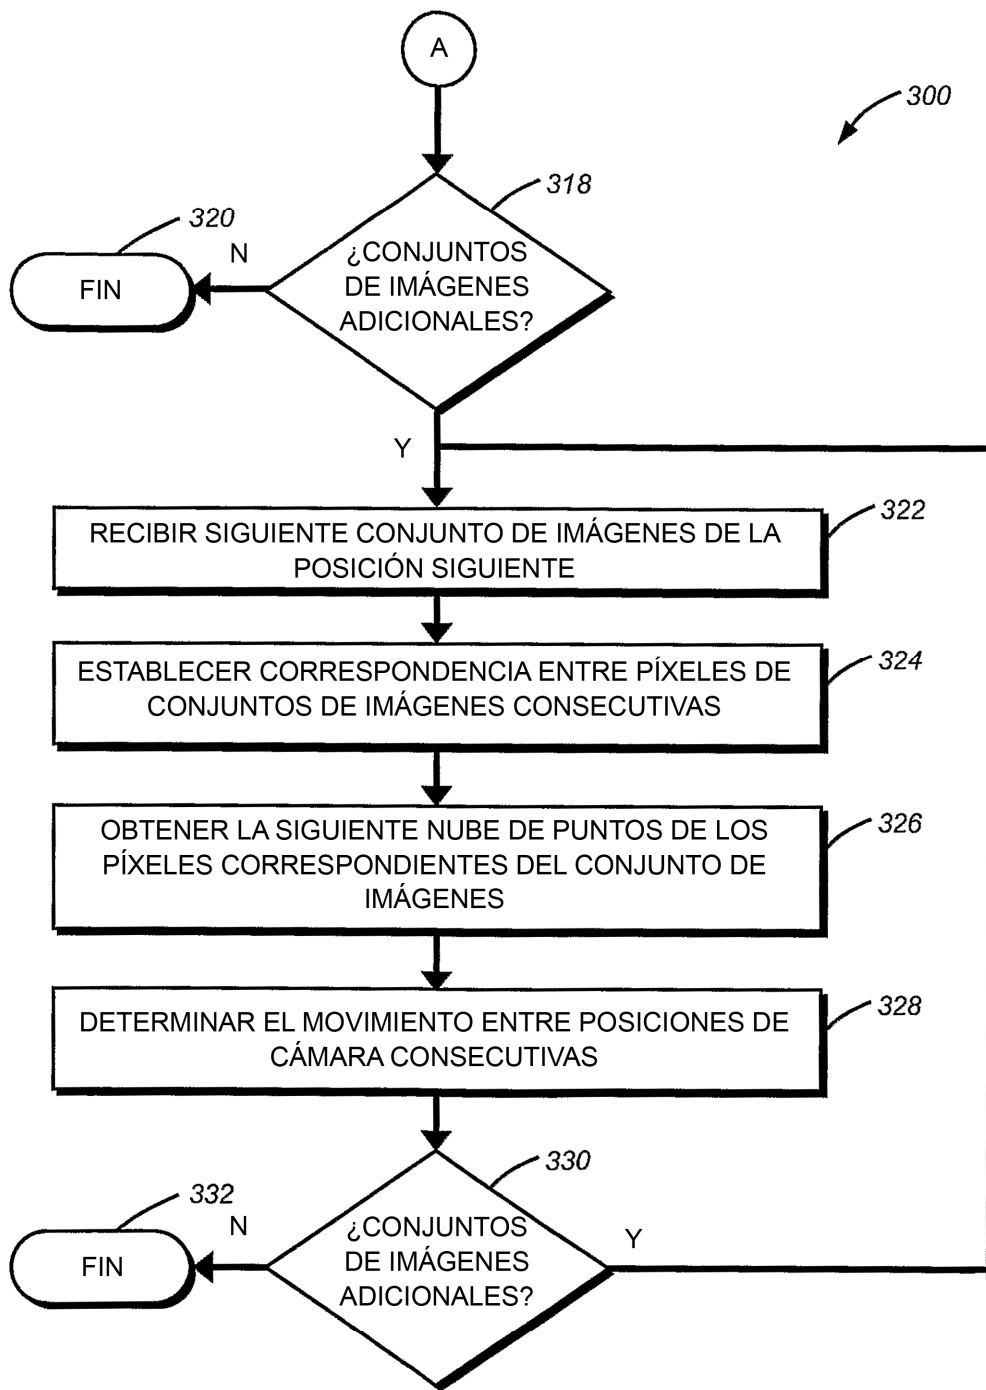 A
300
318
320
N
FIN
¿CONJUNTOS
DE IMÁGENES
ADICIONALES?
Y
322
RECIBIR SIGUIENTE CONJUNTO DE IMÁGENES DE LA
POSICIÓN SIGUIENTE
324
ESTABLECER CORRESPONDENCIA ENTRE PÍXELES DE
CONJUNTOS DE IMÁGENES CONSECUTIVAS
326
OBTENER LA SIGUIENTE NUBE DE PUNTOS DE LOS
PÍXELES CORRESPONDIENTES DEL CONJUNTO DE
IMÁGENES
328
DETERMINAR EL MOVIMIENTO ENTRE POSICIONES DE
CÁMARA CONSECUTIVAS
330
332
N
FIN
¿CONJUNTOS
DE IMÁGENES
ADICIONALES?
Y